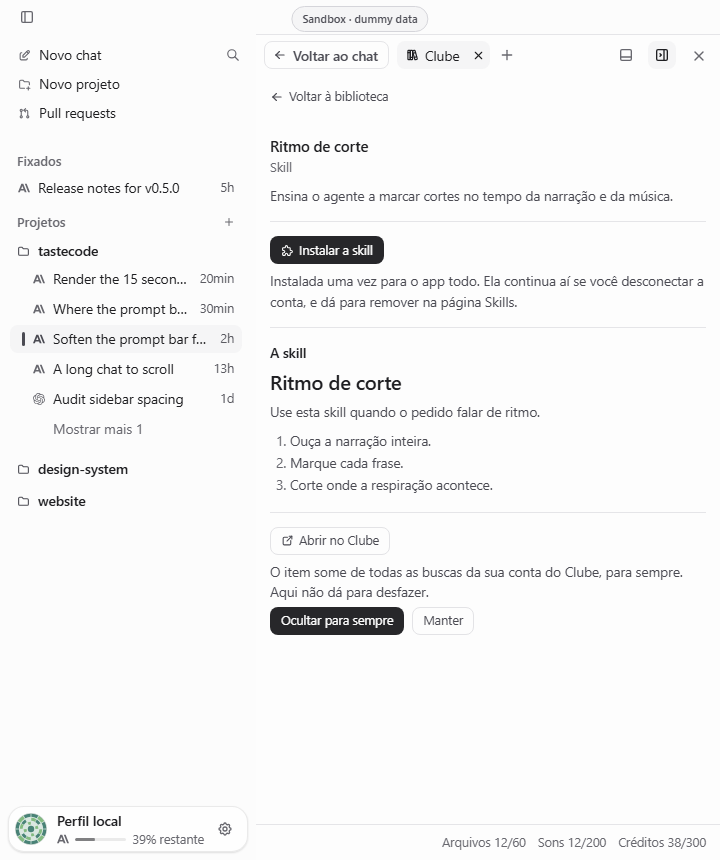 Sandbox · dummy data
Novo chat
Novo projeto
Pull requests
Fixados
Release notes for v0.5.0 5h
Projetos
tastecode
Render the 15 secon... 20min
Where the prompt b... 30min
Soften the prompt bar f... 2h
A long chat to scroll 13h
Audit sidebar spacing 1d
Mostrar mais 1
design-system
website
Perfil local
39% restante
Voltar ao chat
Clube
Voltar à biblioteca
Ritmo de corte
Skill
Ensina o agente a marcar cortes no tempo da narração e da música.
Instalar a skill
Instalada uma vez para o app todo. Ela continua aí se você desconectar a
conta, e dá para remover na página Skills.
A skill
Ritmo de corte
Use esta skill quando o pedido falar de ritmo.
1. Ouça a narração inteira.
2. Marque cada frase.
3. Corte onde a respiração acontece.
Abrir no Clube
O item some de todas as buscas da sua conta do Clube, para sempre.
Aqui não dá para desfazer.
Ocultar para sempre
Manter
Arquivos 12/60 Sons 12/200 Créditos 38/300